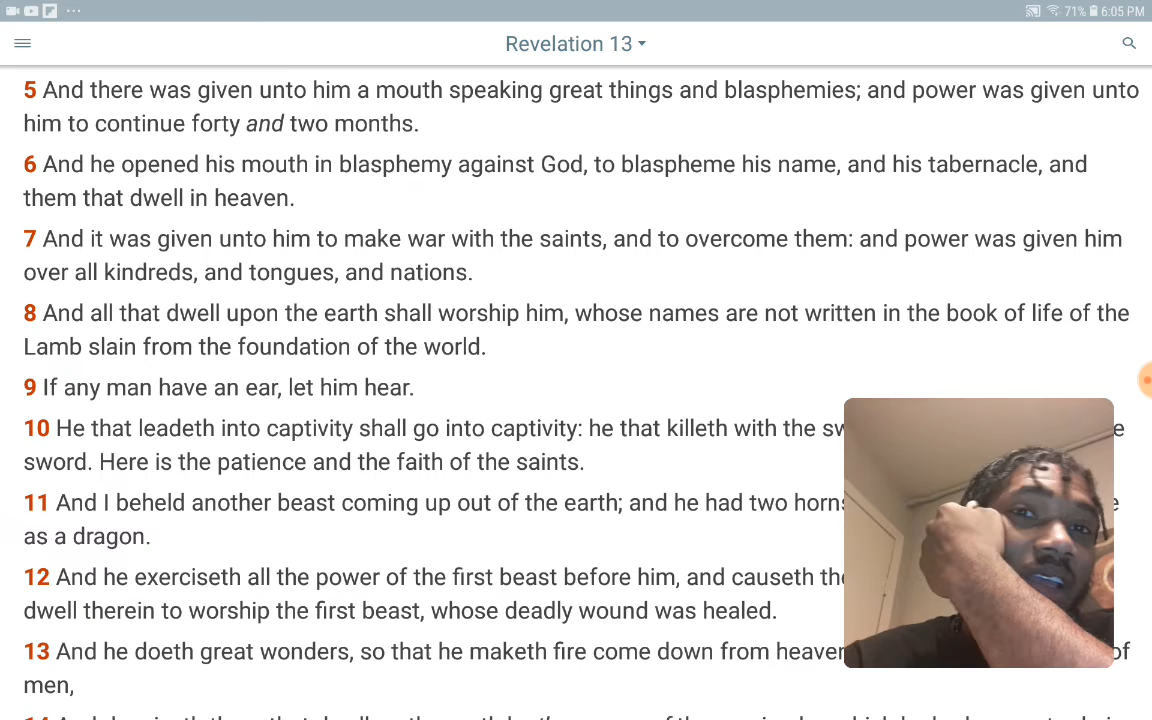 71% 6:05 PM
Revelation 13
5 And there was given unto him a mouth speaking great things and blasphemies; and power was given unto
him to continue forty and two months.
6 And he opened his mouth in blasphemy against God, to blaspheme his name, and his tabernacle, and
them that dwell in heaven.
7 And it was given unto him to make war with the saints, and to overcome them: and power was given him
over all kindreds, and tongues, and nations.
8 And all that dwell upon the earth shall worship him, whose names are not written in the book of life of the
Lamb slain from the foundation of the world.
9 If any man have an ear, let him hear.
10 He that leadeth into captivity shall go into captivity: he that killeth with the
sword. Here is the patience and the faith of the saints.
11 And I beheld another beast coming up out of the earth; and he had two
as a dragon.
12 And he exerciseth all the power of the first beast before him, and causeth
dwell therein to worship the first beast, whose deadly wound was healed.
13 And he doeth great wonders, so that he maketh fire come down from of
men,